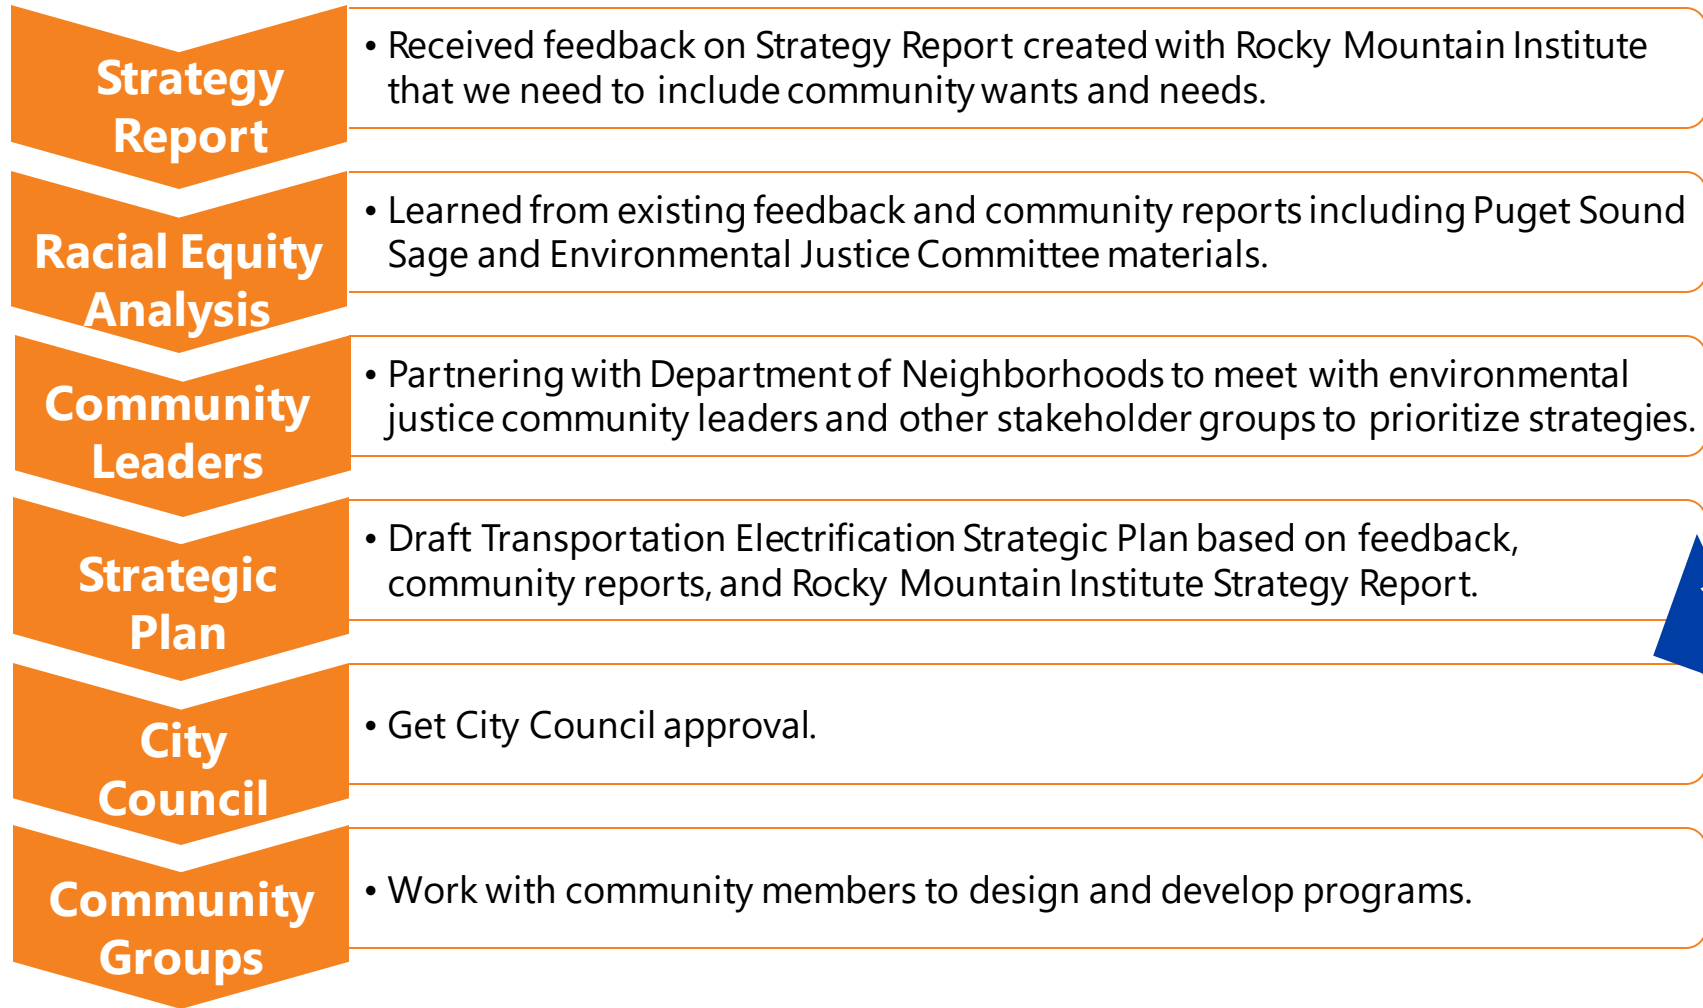 Strategy
Report
• Received feedback on Strategy Report created with Rocky Mountain Institute
that we need to include community wants and needs.
Racial Equity
Analysis
• Learned from existing feedback and community reports including Puget Sound
Sage and Environmental Justice Committee materials.
Community
Leaders
• Partnering with Department of Neighborhoods to meet with environmental
justice community leaders and other stakeholder groups to prioritize strategies.
Strategic
Plan
• Draft Transportation Electrification Strategic Plan based on feedback,
community reports, and Rocky Mountain Institute Strategy Report.
City
Council
• Get City Council approval.
Community
Groups
• Work with community members to design and develop programs.